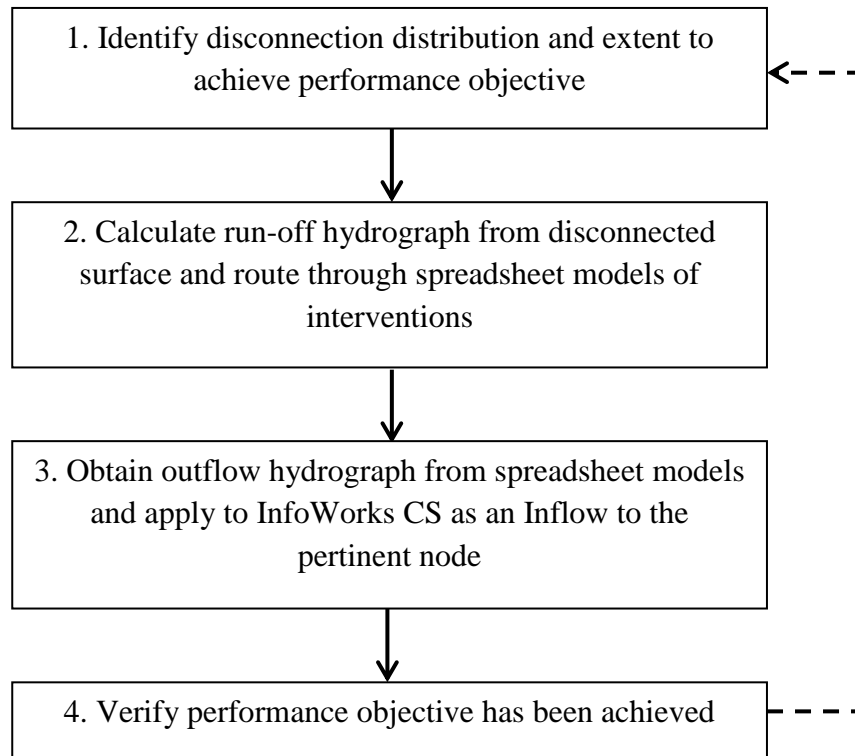 1. Identify disconnection distribution and extent to
achieve performance objective
2. Calculate run-off hydrograph from disconnected
surface and route through spreadsheet models of
interventions
3. Obtain outflow hydrograph from spreadsheet models
and apply to InfoWorks CS as an Inflow to the
pertinent node
4. Verify performance objective has been achieved